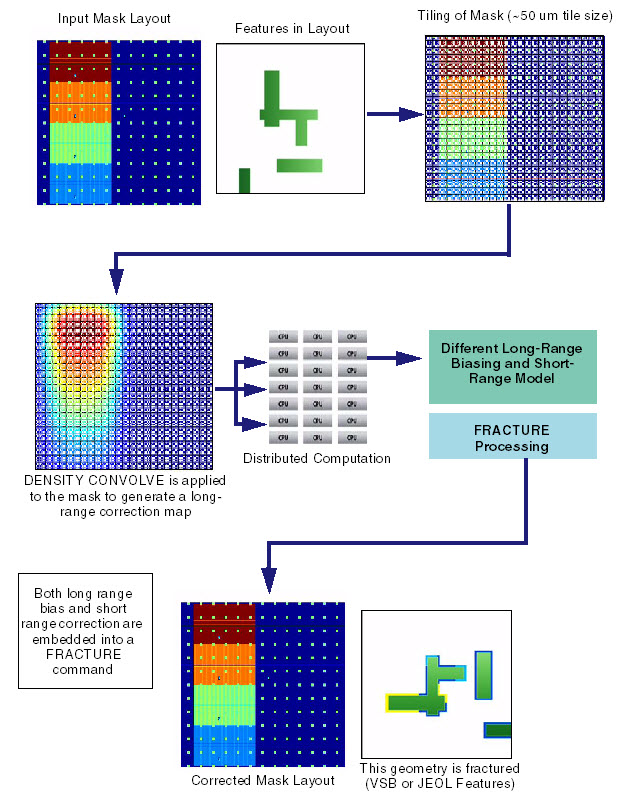 Input Mask Layout
Features in Layout
Tiling of Mask (~50 um tile size)
CPU CPU CPU
CPU CPU CPU
CPU CPU CPU
CPU CPU CPU
CPU CPU CPU
CPU CPU CPU
CPU CPU CPU
Distributed Computation
Different Long-Range
Biasing and Short-
Range Model
FRACTURE
Processing
DENSITY CONVOLVE is applied
to the mask to generate a long-
range correction map
Both long range
bias and short
range correction are
embedded into a
FRACTURE
command
Corrected Mask Layout
This geometry is fractured
(VSB or JEOL Features)